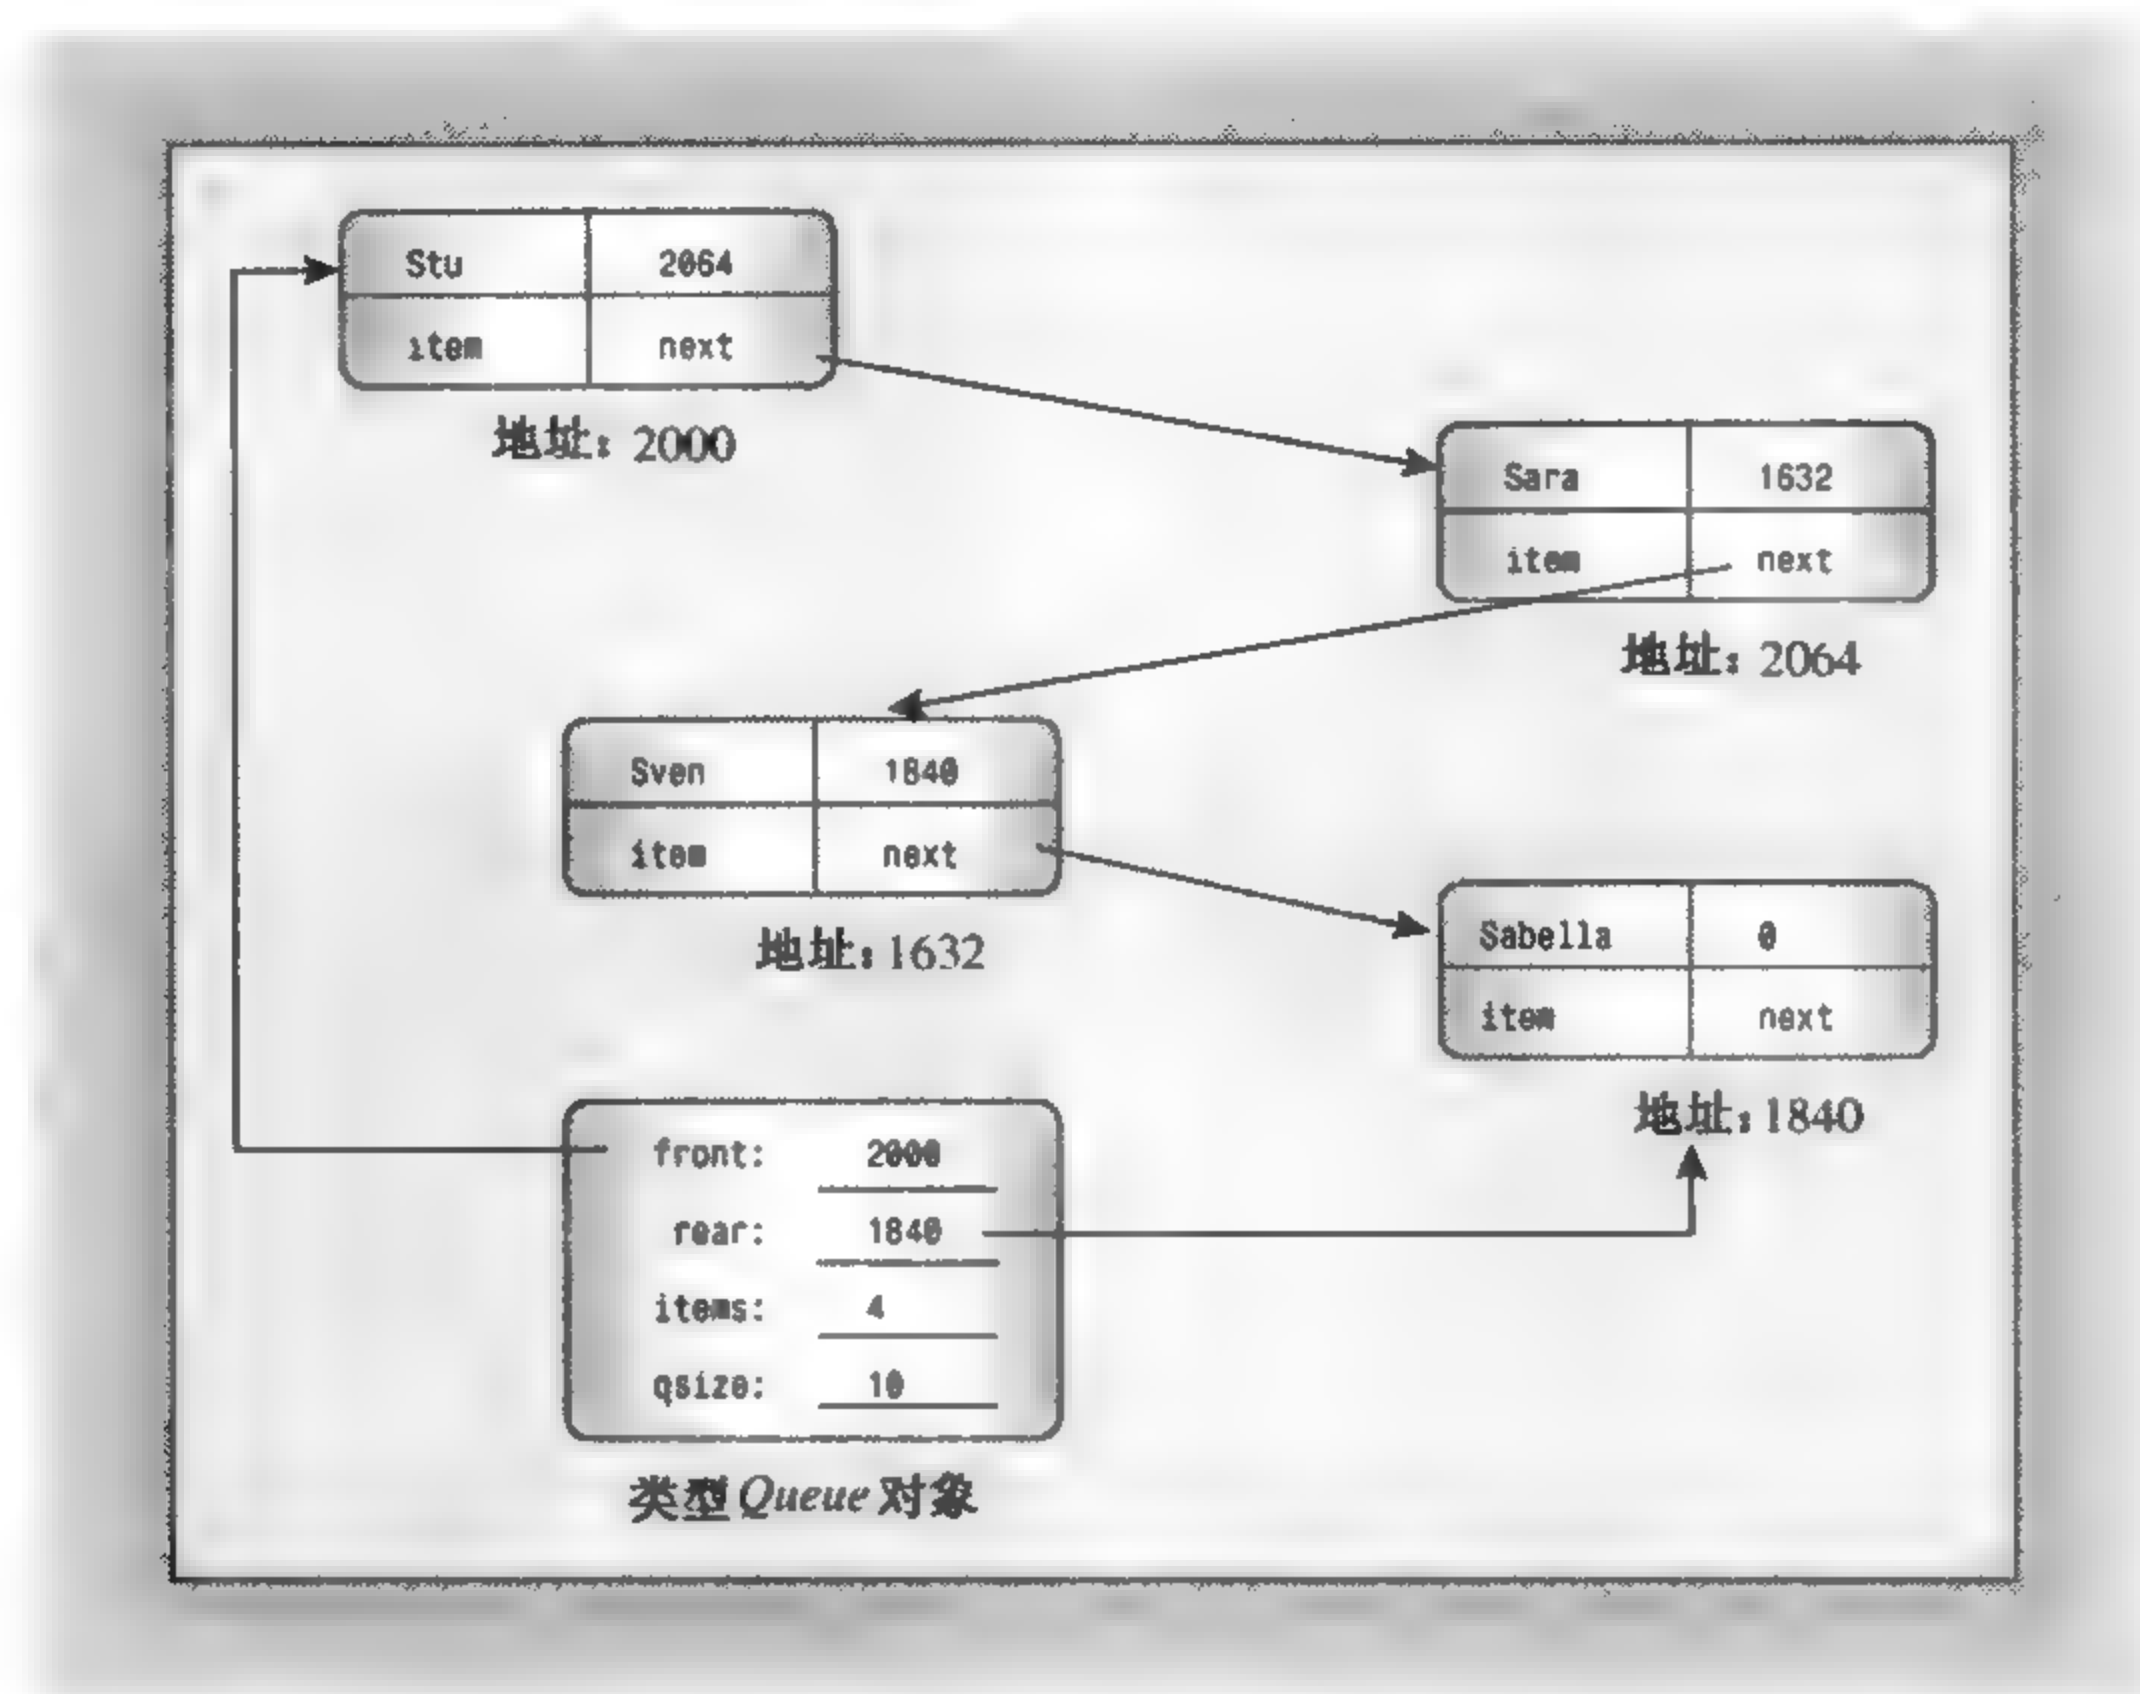 Stu 2064
item next
地址: 2000
Sara 1632
item next
地址: 2064
Sven 1840
item next
地址: 1632
Sabella 0
item next
地址: 1840
front: 2000
rear: 1840
items: 4
qsize: 10
类型Queue对象